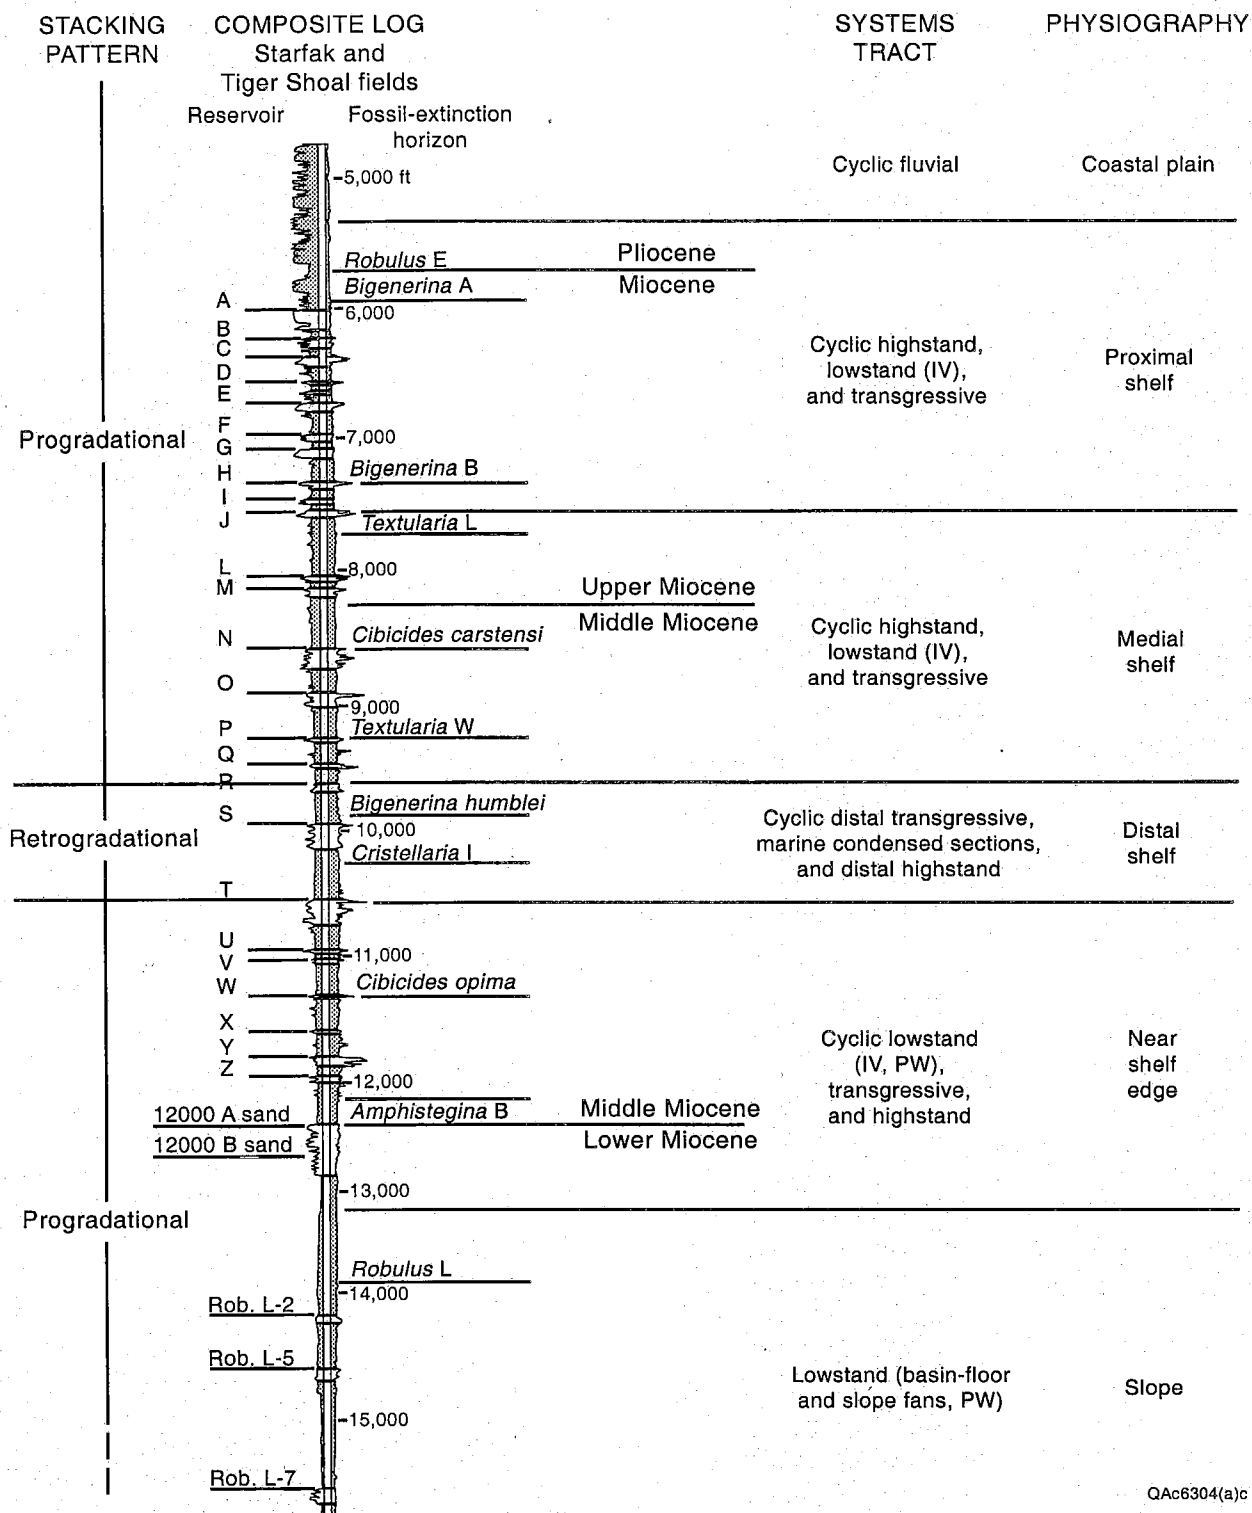 STACKING
PATTERN
COMPOSITE LOG
Starfak and
Tiger Shoal fields
SYSTEMS
TRACT
PHYSIOGRAPHY
Reservoir
Fossil-extinction
horizon
5,000 ft
Cyclic fluvial
Coastal plain
Robulus E
Pliocene
Bigenerina A
Miocene
A
6,000
B
C
D
E
Cyclic highstand,
lowstand (IV),
and transgressive
Proximal
shelf
F
7,000
Progradational
G
H
Bigenerina B
I
J
Textularia L
L
8,000
M
Upper Miocene
Middle Miocene
N
Cibicides carstensi
Cyclic highstand,
lowstand (IV),
and transgressive
Medial
shelf
O
9,000
P
Textularia W
Q
R
Bigenerina humblei
S
10,000
Retrogradational
Cristellaria I
Cyclic distal transgressive,
marine condensed sections,
and distal highstand
Distal
shelf
T
U
11,000
V
W
Cibicides opima
X
Y
Z
Cyclic lowstand
(IV, PW),
transgressive,
and highstand
Near
shelf
edge
12,000
12000 A sand
Amphistegina B
Middle Miocene
Lower Miocene
12000 B sand
13,000
Progradational
Robulus L
14,000
Rob. L-2
Rob. L-5
Lowstand (basin-floor
and slope fans, PW)
Slope
15,000
Rob. L-7
QAc6304(a)c